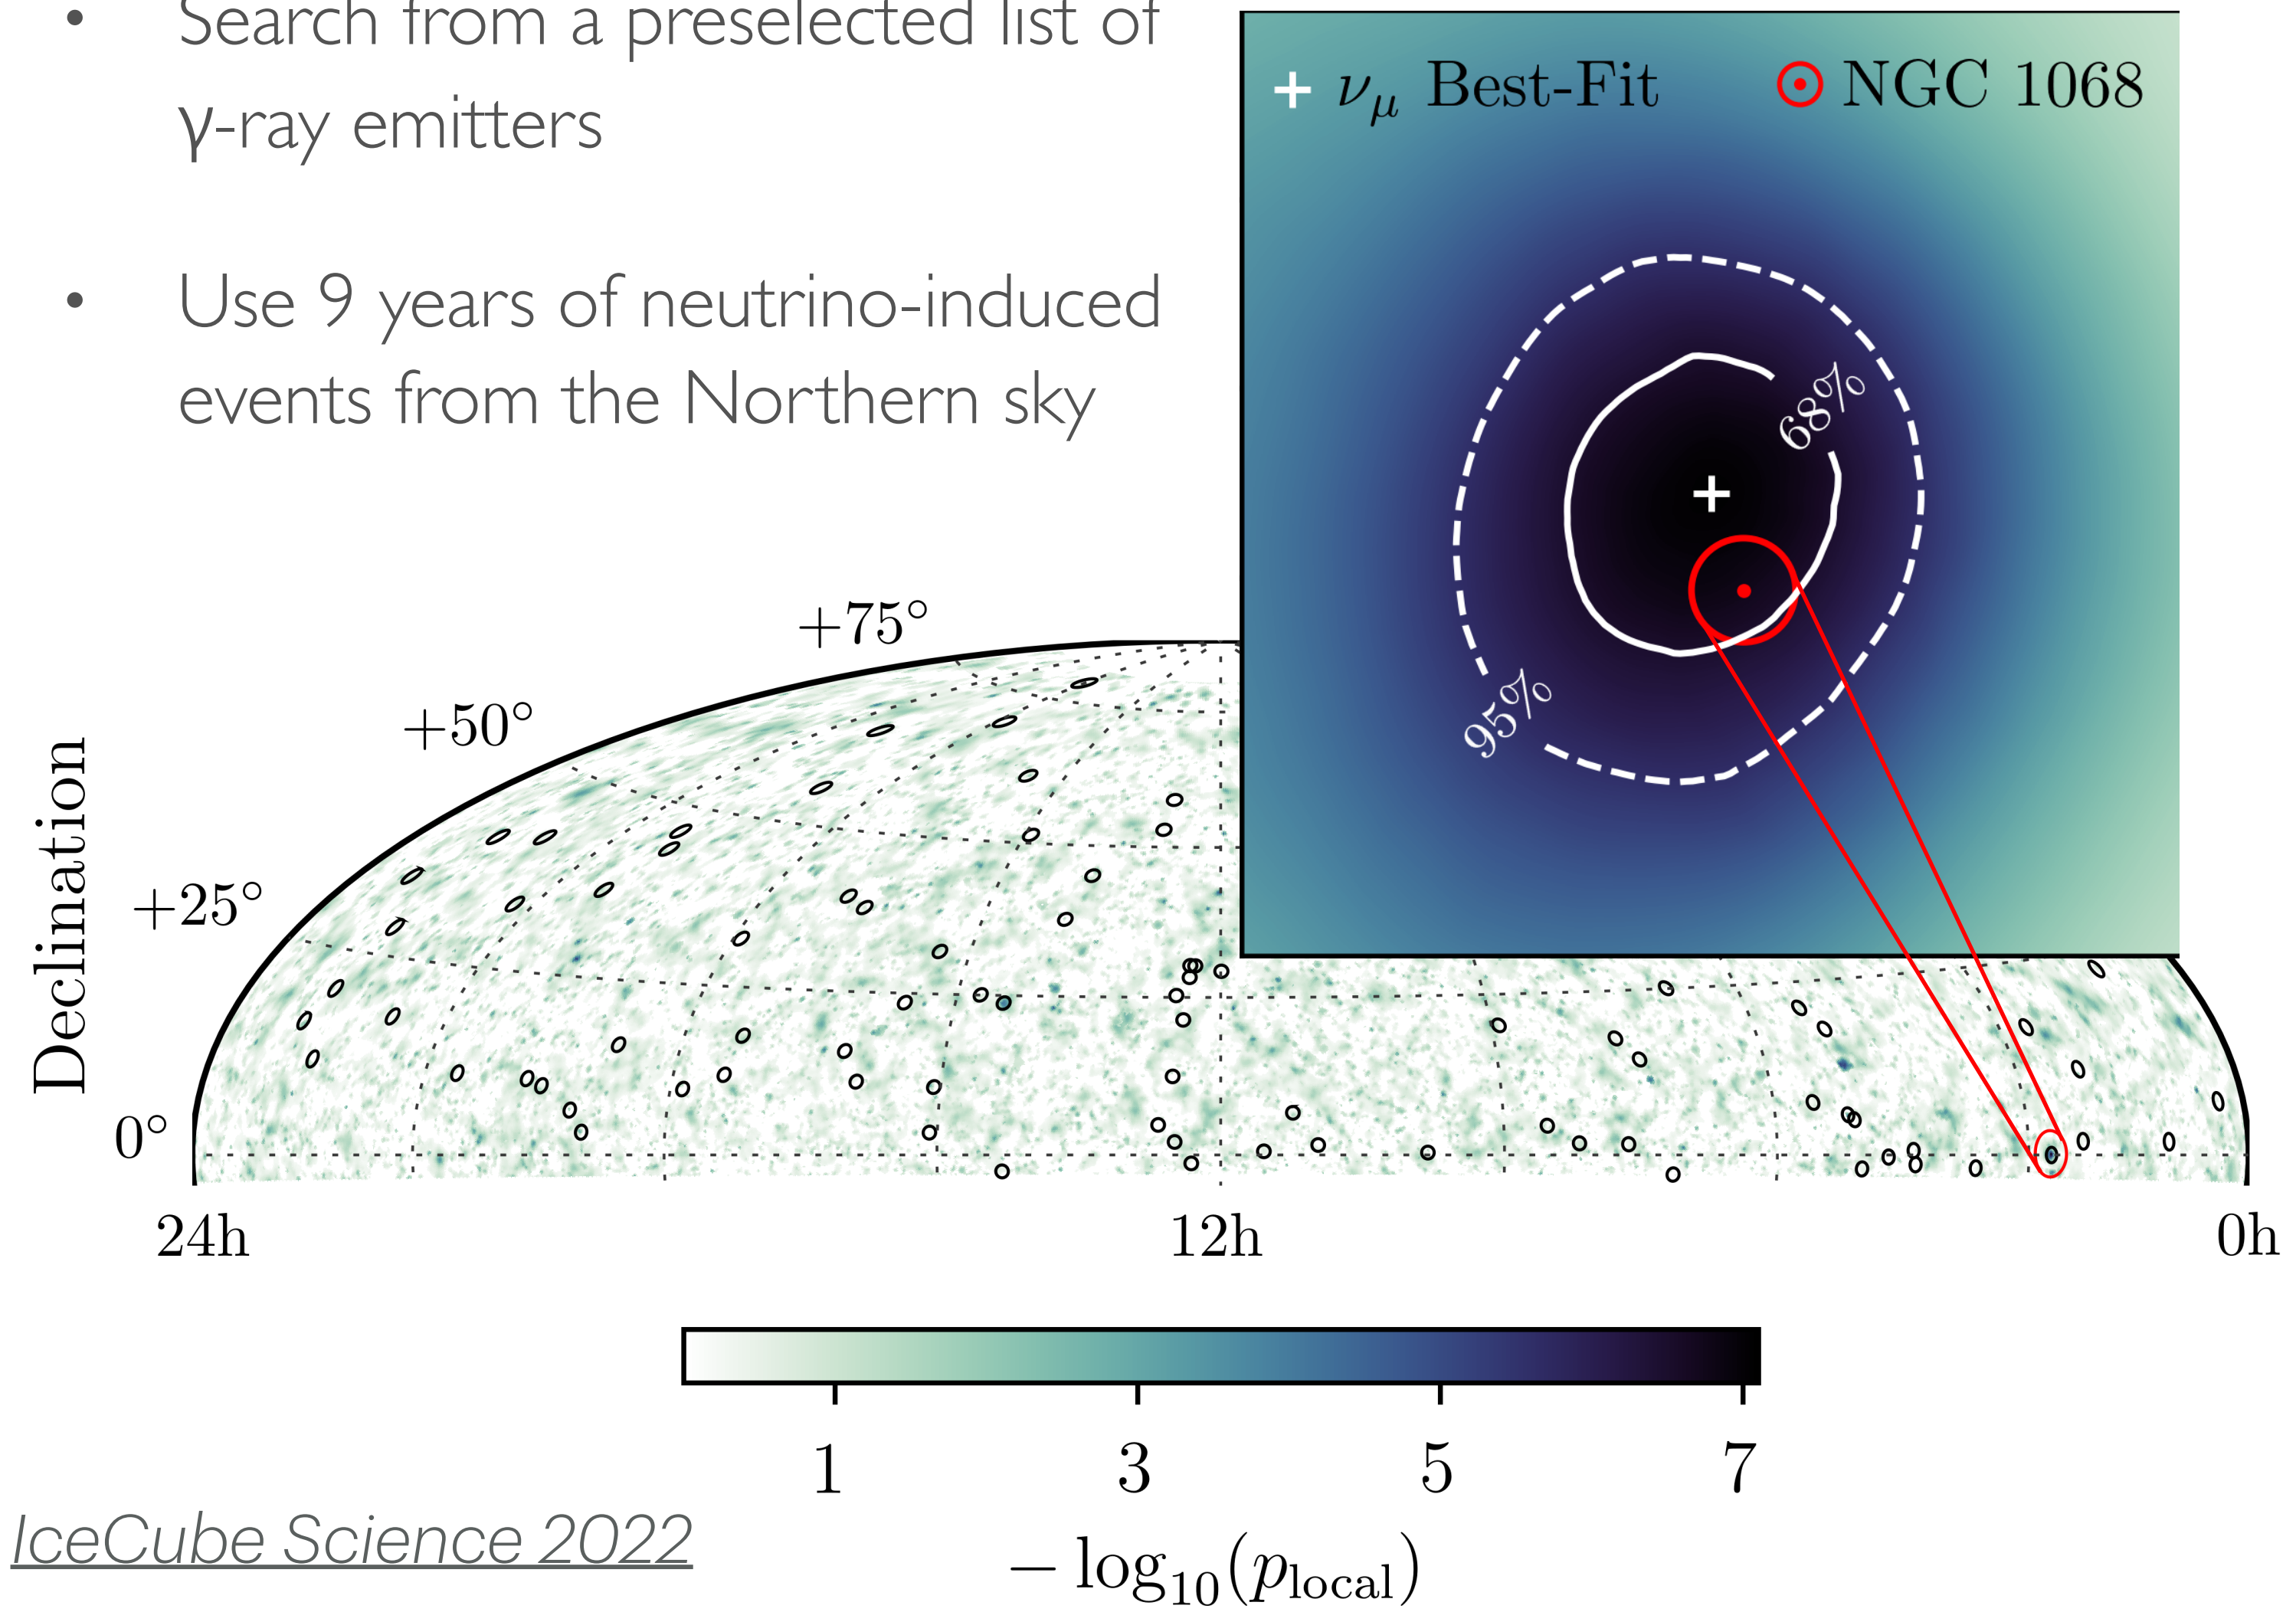 • Search from a preselected list of
γ-ray emitters
• Use 9 years of neutrino-induced
events from the Northern sky
+ νμ Best-Fit
NGC 1068
68%
95%
+75°
+50°
+25°
0°
Declination
24h
12h
0h
1
3
5
7
− log10(plocal)
IceCube Science 2022